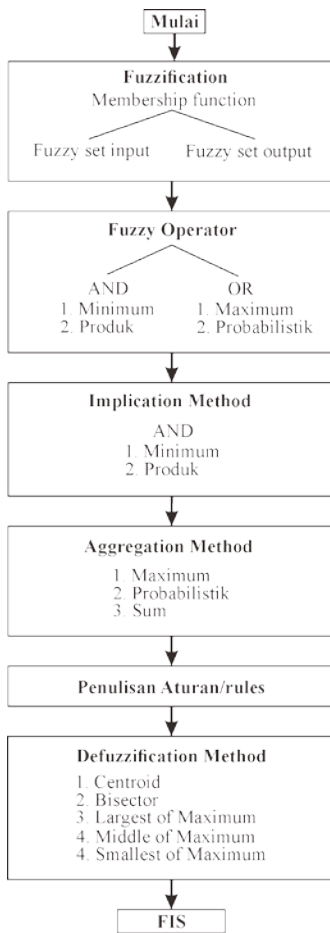 Mulai
Fuzzification
Membership function
Fuzzy set input Fuzzy set output
Fuzzy Operator
AND OR
1. Minimum 1. Maximum
2. Produk 2. Probabilistik
Implication Method
AND
1. Minimum
2. Produk
Aggregation Method
1. Maximum
2. Probabilistik
3. Sum
Penulisan Aturan/rules
Defuzzification Method
1. Centroid
2. Bisector
3. Largest of Maximum
4. Middle of Maximum
4. Smallest of Maximum
FIS